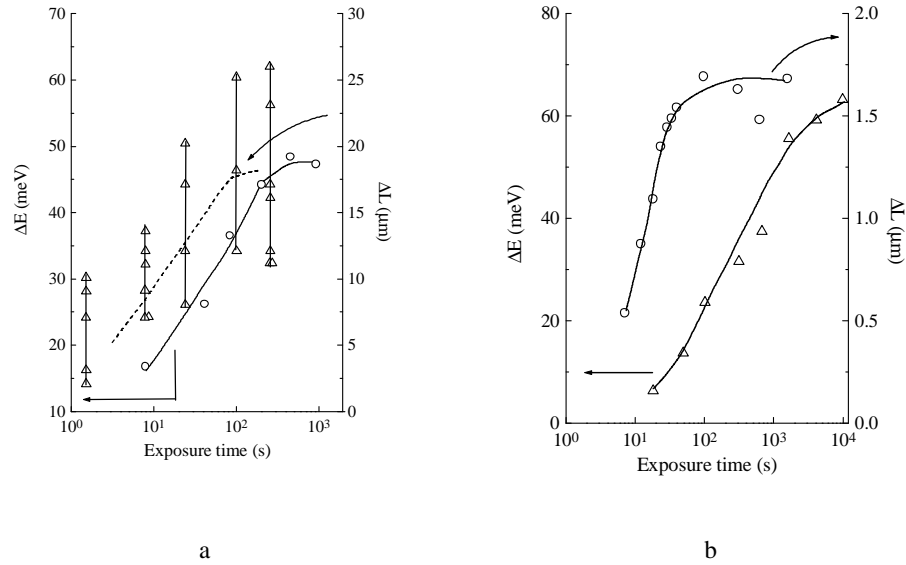 70
60
50
40
30
20
10
ΔE (meV)
30
25
20
15
10
5
0
ΔL (μm)
10⁰ 10¹ 10² 10³
Exposure time (s)
a
80
60
40
20
0
ΔE (meV)
2.0
1.5
1.0
0.5
0.0
ΔL (μm)
10⁰ 10¹ 10² 10³ 10⁴
Exposure time (s)
b